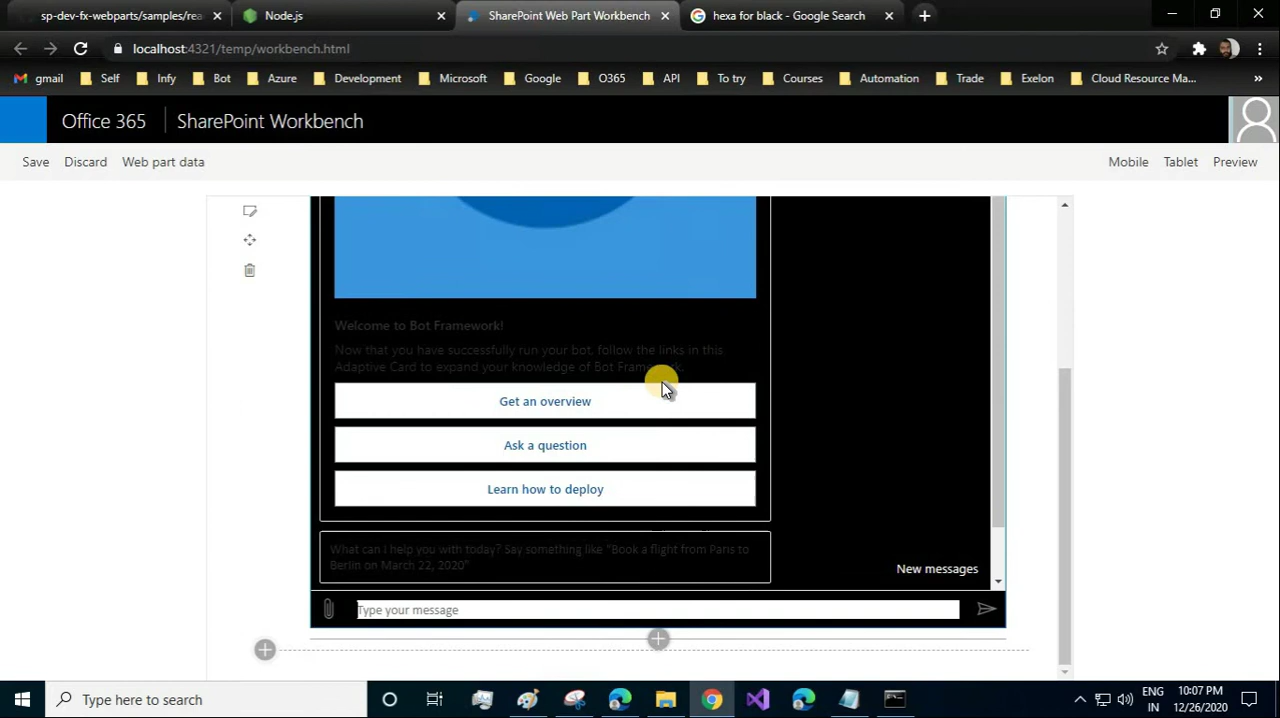 sp-dev-fx-webparts/samples/rea
Node.js
SharePoint Web Part Workbench
hexa for black - Google Search
localhost:4321/temp/workbench.html
gmail Self Infy Bot Azure Development Microsoft Google O365 API To try Courses Automation Trade Exelon Cloud Resource Ma... »
Office 365 SharePoint Workbench
Save Discard Web part data Mobile Tablet Preview
Welcome to Bot Framework!
Now that you have successfully run your bot, follow the links in this
Adaptive Card to expand your knowledge of Bot Framework.
Get an overview
Ask a question
Learn how to deploy
What can I help you with today? Say something like "Book a flight from Paris to
Berlin on March 22, 2020"
New messages
Type your message
Type here to search
ENG
IN
10:07 PM
12/26/2020